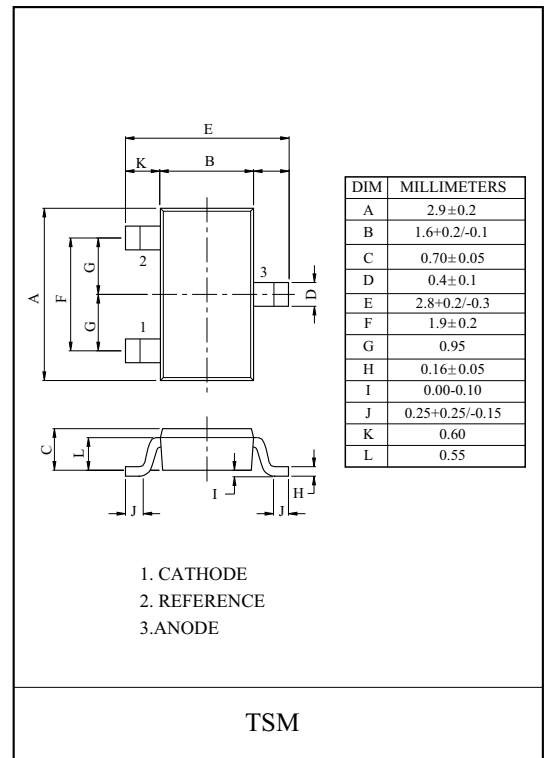 E
K B
A F G G
2
1
3
D
C L
J I J H
DIM MILLIMETERS
A 2.9±0.2
B 1.6+0.2/-0.1
C 0.70±0.05
D 0.4±0.1
E 2.8+0.2/-0.3
F 1.9±0.2
G 0.95
H 0.16±0.05
I 0.00-0.10
J 0.25+0.25/-0.15
K 0.60
L 0.55
1. CATHODE
2. REFERENCE
3.ANODE
TSM